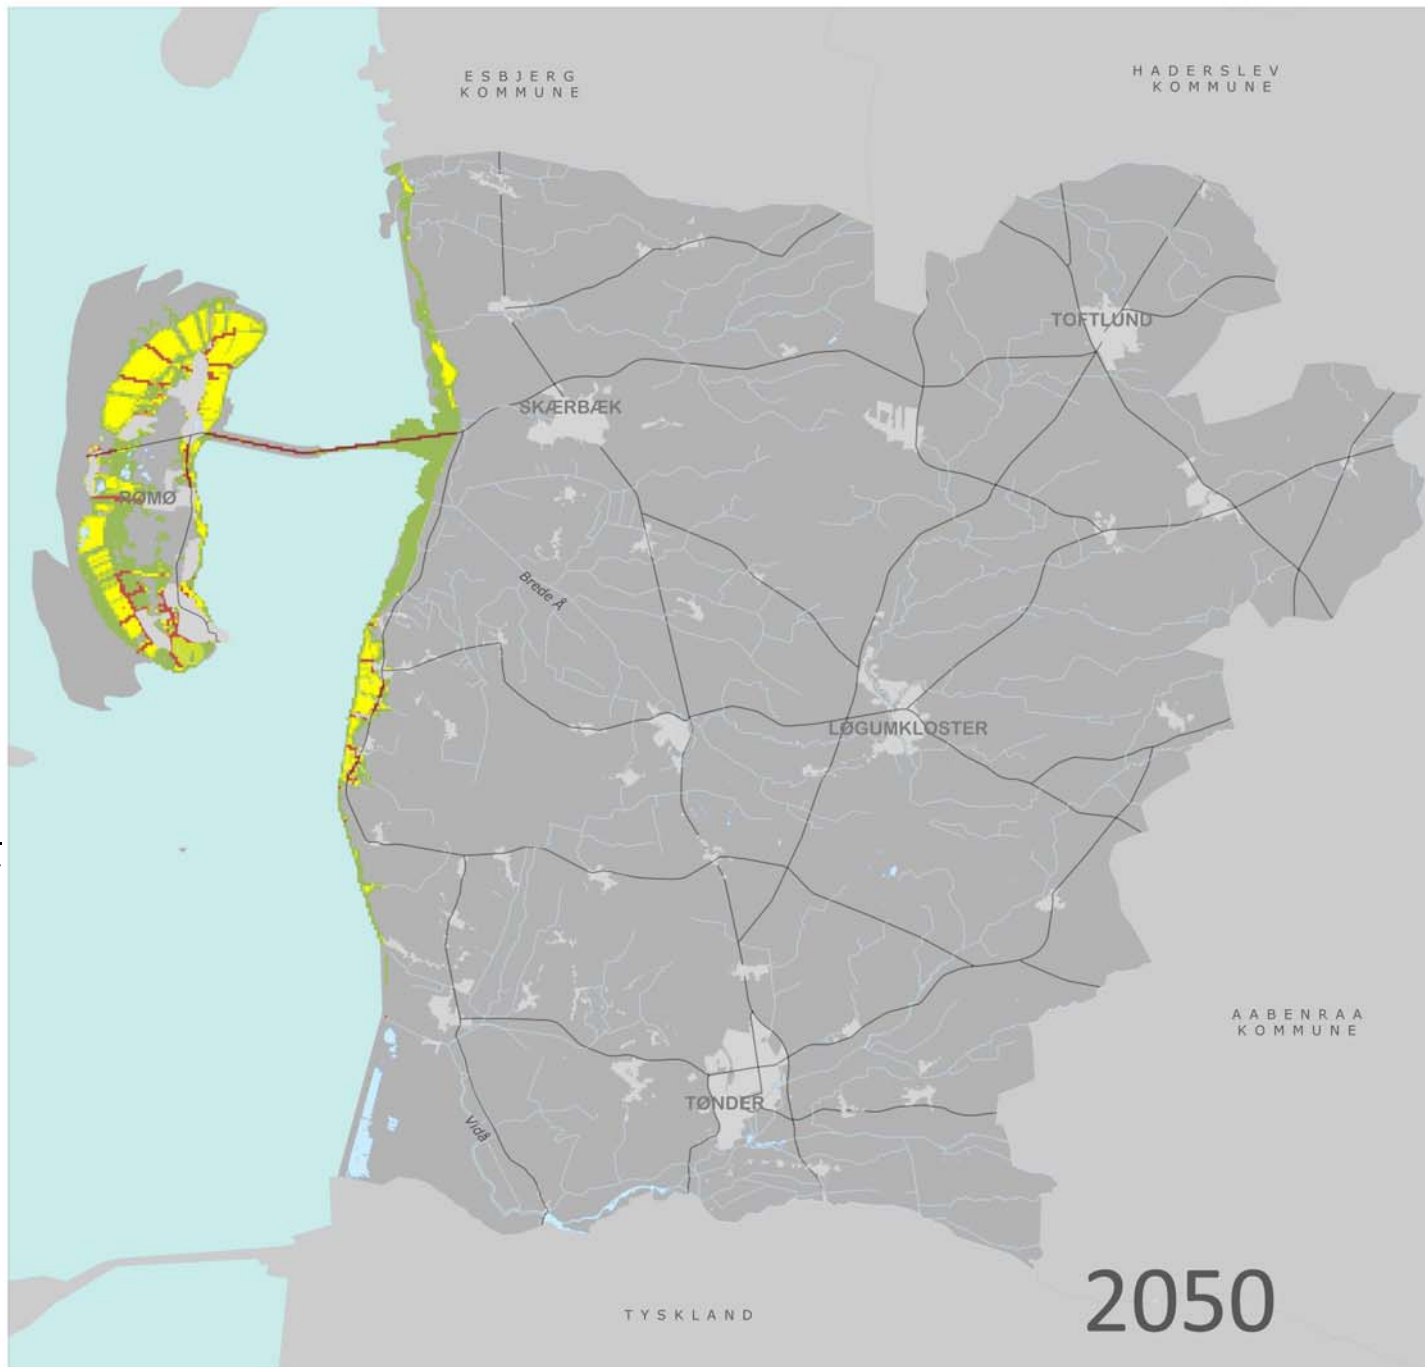 ESBJERG
KOMMUNE
HADERSLEV
KOMMUNE
TOFTLUND
SKÆRBÆK
RØMØ
Brede Å
LØGUMKLOSTER
AABENRAA
KOMMUNE
TØNDER
Vidå
2050
TYSKLAND